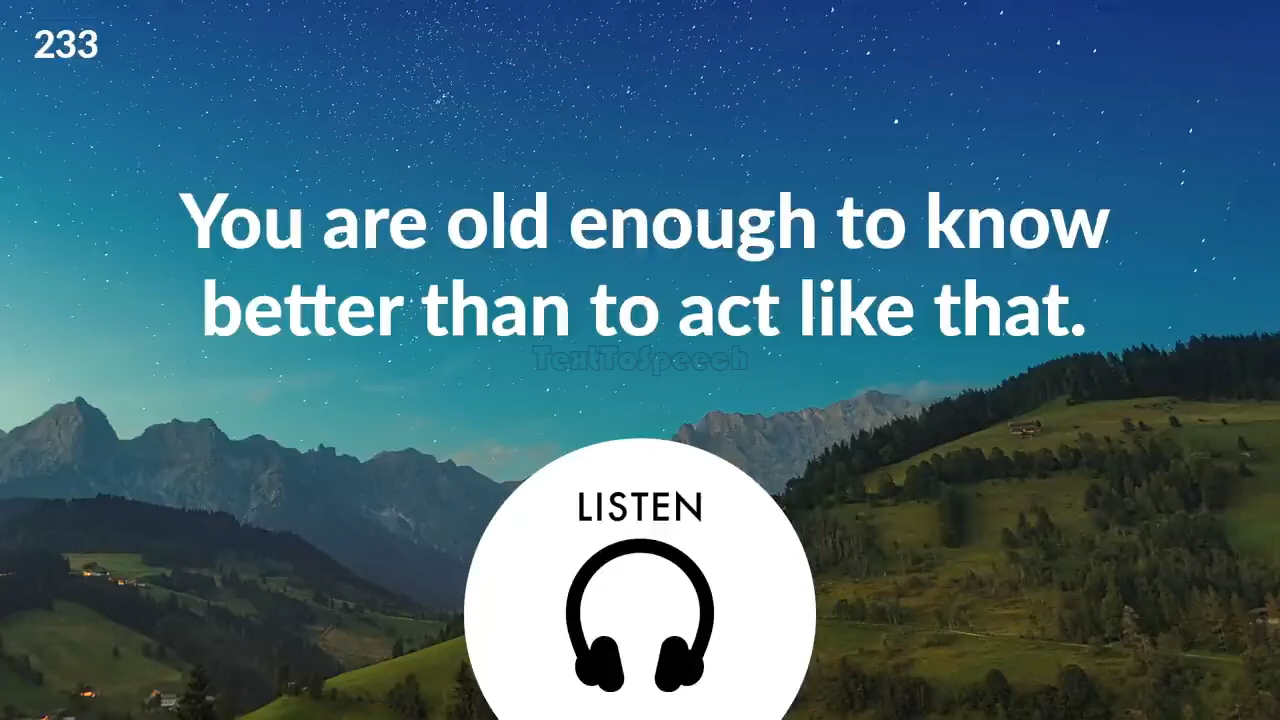 233
You are old enough to know
better than to act like that.
TextToSpeech
LISTEN